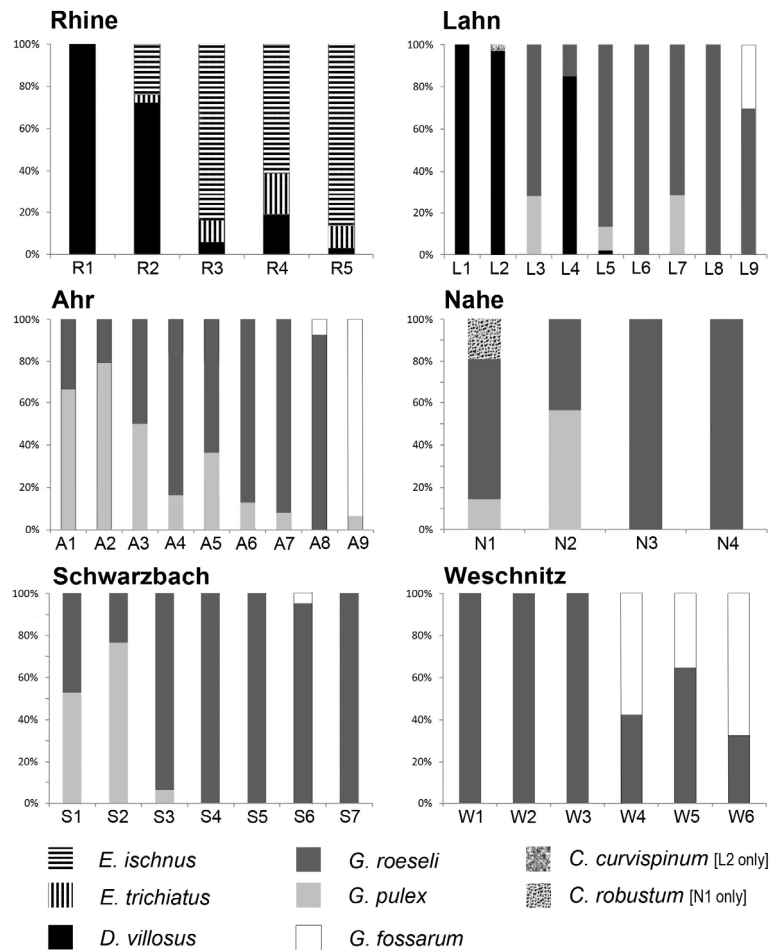 Rhine
100%
80%
60%
40%
20%
0%
R1 R2 R3 R4 R5
Lahn
100%
80%
60%
40%
20%
0%
L1 L2 L3 L4 L5 L6 L7 L8 L9
Ahr
100%
80%
60%
40%
20%
0%
A1 A2 A3 A4 A5 A6 A7 A8 A9
Nahe
100%
80%
60%
40%
20%
0%
N1 N2 N3 N4
Schwarzbach
100%
80%
60%
40%
20%
0%
S1 S2 S3 S4 S5 S6 S7
Weschnitz
100%
80%
60%
40%
20%
0%
W1 W2 W3 W4 W5 W6
E. ischnus
E. trichiatus
D. villosus
G. roeseli
G. pulex
G. fossarum
C. curvispinum [L2 only]
C. robustum [N1 only]